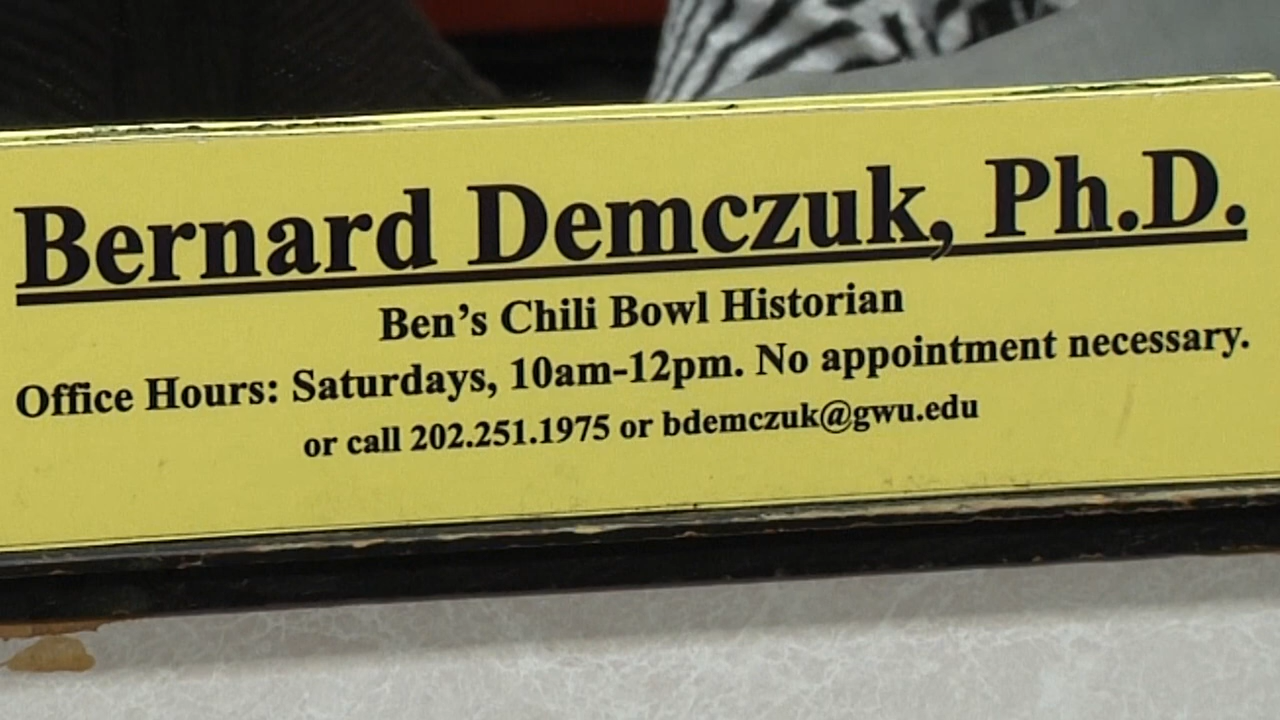 Bernard Demczuk, Ph.D.
Ben's Chili Bowl Historian
Office Hours: Saturdays, 10am-12pm. No appointment necessary.
or call 202.251.1975 or bdemczuk@gwu.edu